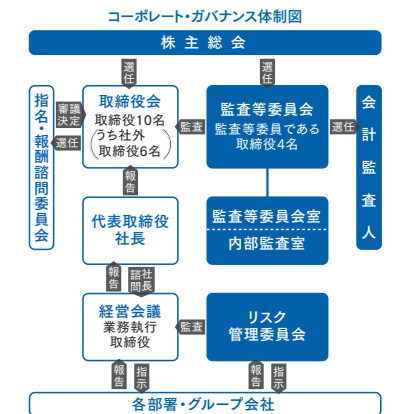 コーポレート・ガバナンス体制図
株主総会
選任
選任
指名・報酬諮問委員会
審議
決定
選任
取締役会
取締役10名
(うち社外
取締役6名)
監査
監査等委員会
監査等委員である
取締役4名
選任
会計監査人
報告
代表取締役
社長
監査等委員会室
内部監査室
報告
社長
諮問
経営会議
業務執行
取締役
監査
リスク
管理委員会
報告
指示
報告
指示
各部署・グループ会社